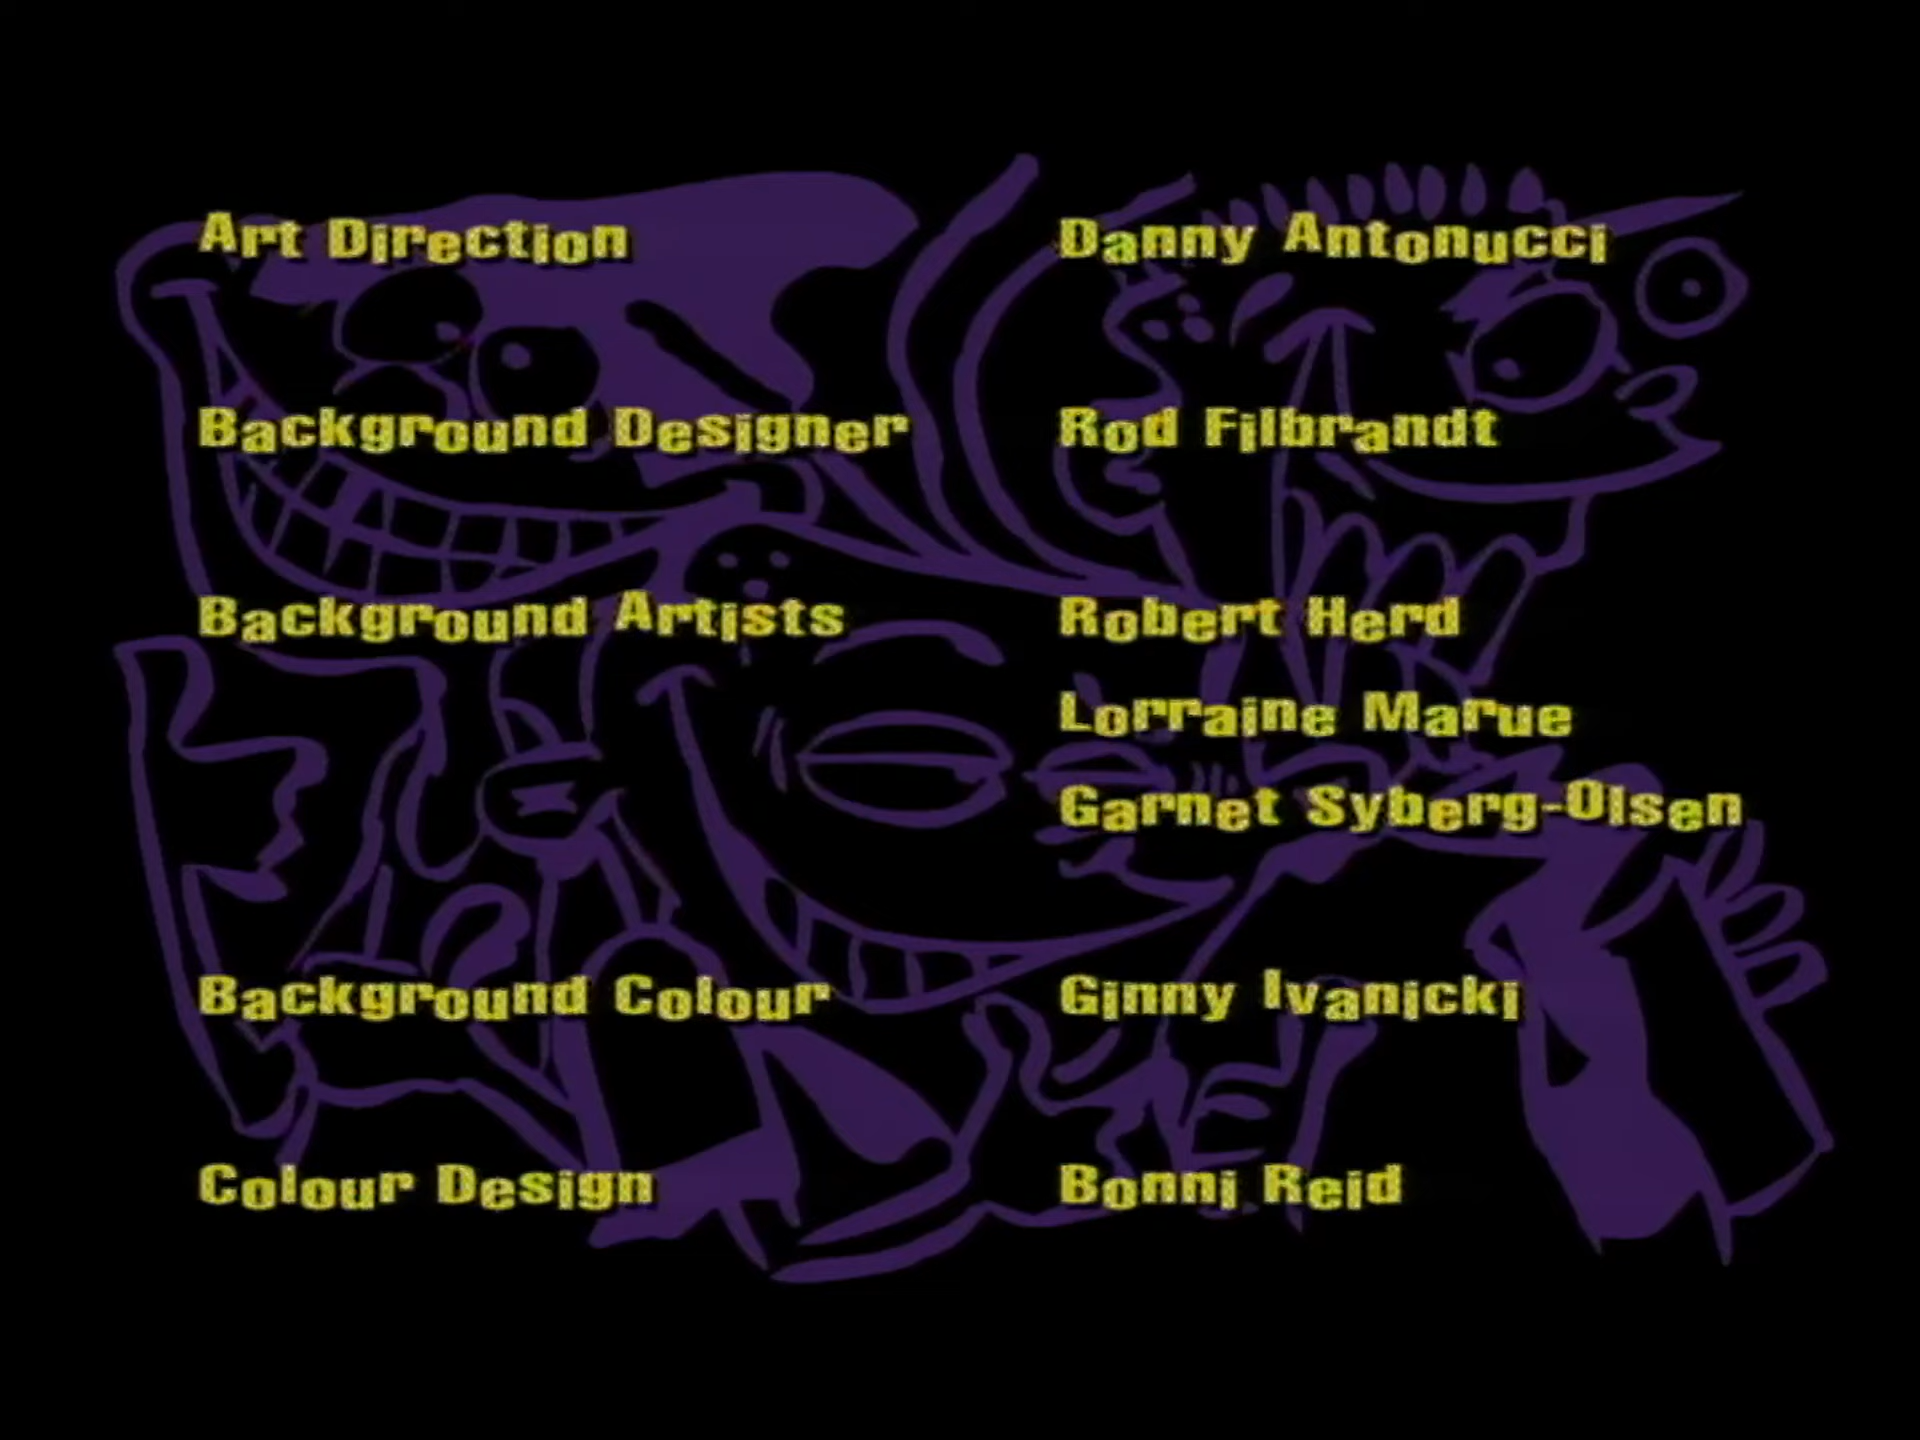 Art Direction Danny Antonucci
Background Designer Rod Filbrandt
Background Artists Robert Herd
Lorraine Marue
Garnet Syberg-Olsen
Background Colour Ginny Ivanicki
Colour Design Bonni Reid